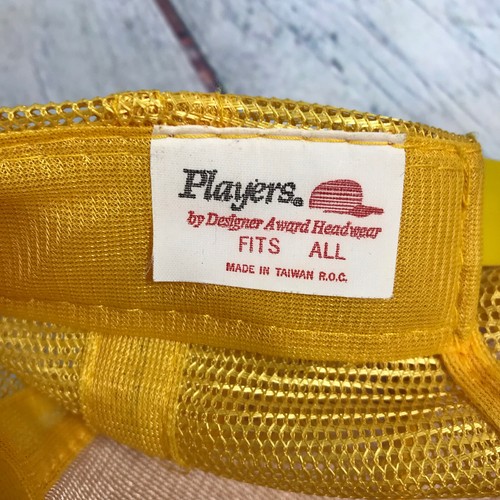 Players®
by Designer Award Headwear
FITS ALL
MADE IN TAIWAN R.O.C.